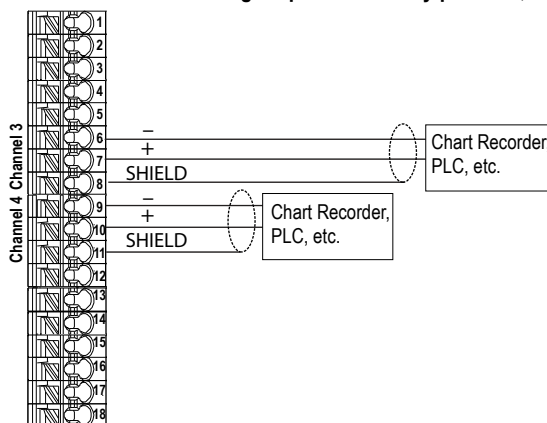 1
2
3
4
5
6
7
8
9
10
11
12
13
14
15
16
17
18
Channel 3
Channel 4
–
+
SHIELD
Chart Recorder,
PLC, etc.
–
+
SHIELD
Chart Recorder,
PLC, etc.